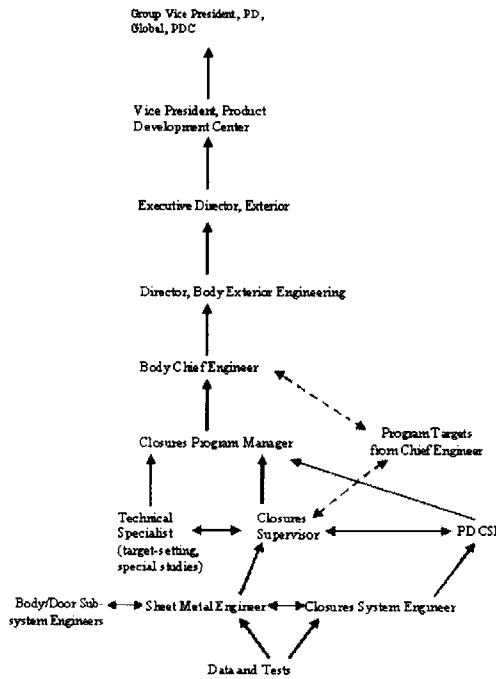 Group Vice President, PD,
Global, PDC
Vice President, Product
Development Center
Executive Director, Exterior
Director, Body Exterior Engineering
Body Chief Engineer
Program Targets
from Chief Engineer
Closures Program Manager
Technical
Specialist
(target-setting,
special studies)
Closures
Supervisor
PD CSI
Body/Door Sub-
system Engineers
Sheet Metal Engineer
Closures System Engineer
Data and Tests